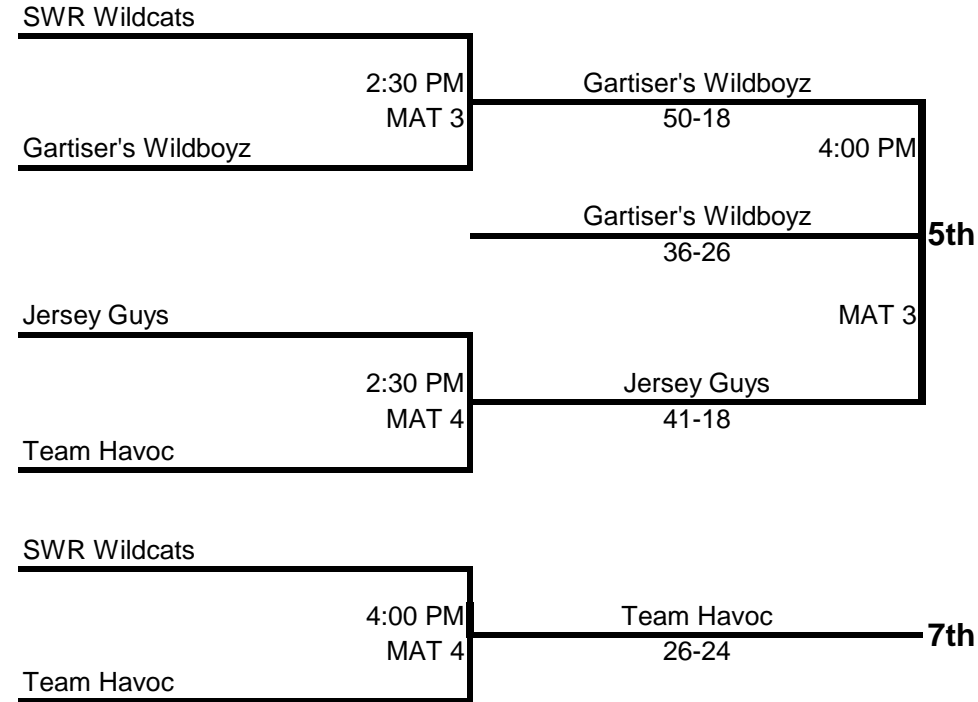 SWR Wildcats
2:30 PM
Gartiser's Wildboyz
MAT 3
50-18
Gartiser's Wildboyz
4:00 PM
Gartiser's Wildboyz
5th
36-26
Jersey Guys
MAT 3
2:30 PM
Jersey Guys
MAT 4
41-18
Team Havoc
SWR Wildcats
4:00 PM
Team Havoc
7th
MAT 4
26-24
Team Havoc